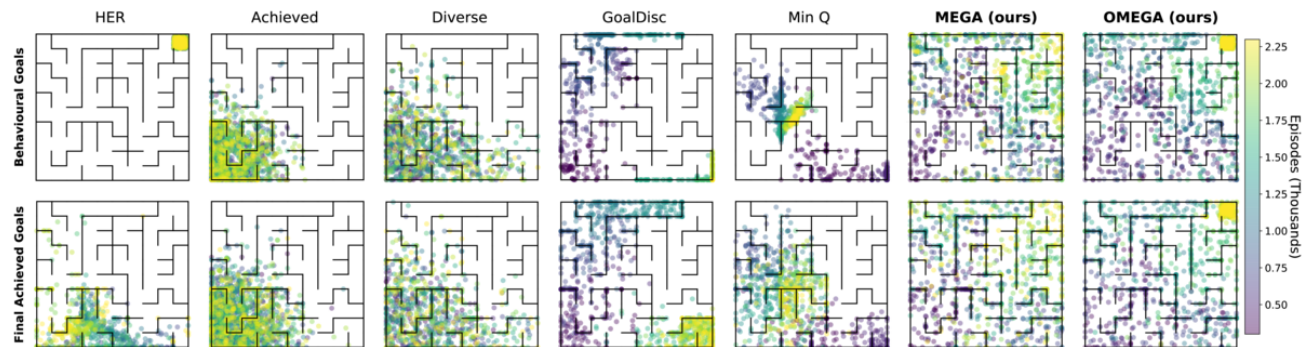 HER
Achieved
Diverse
GoalDisc
Min Q
MEGA (ours)
OMEGA (ours)
Behavioural Goals
Final Achieved Goals
2.25
2.00
1.75
1.50
1.25
1.00
0.75
0.50
Episodes (Thousands)